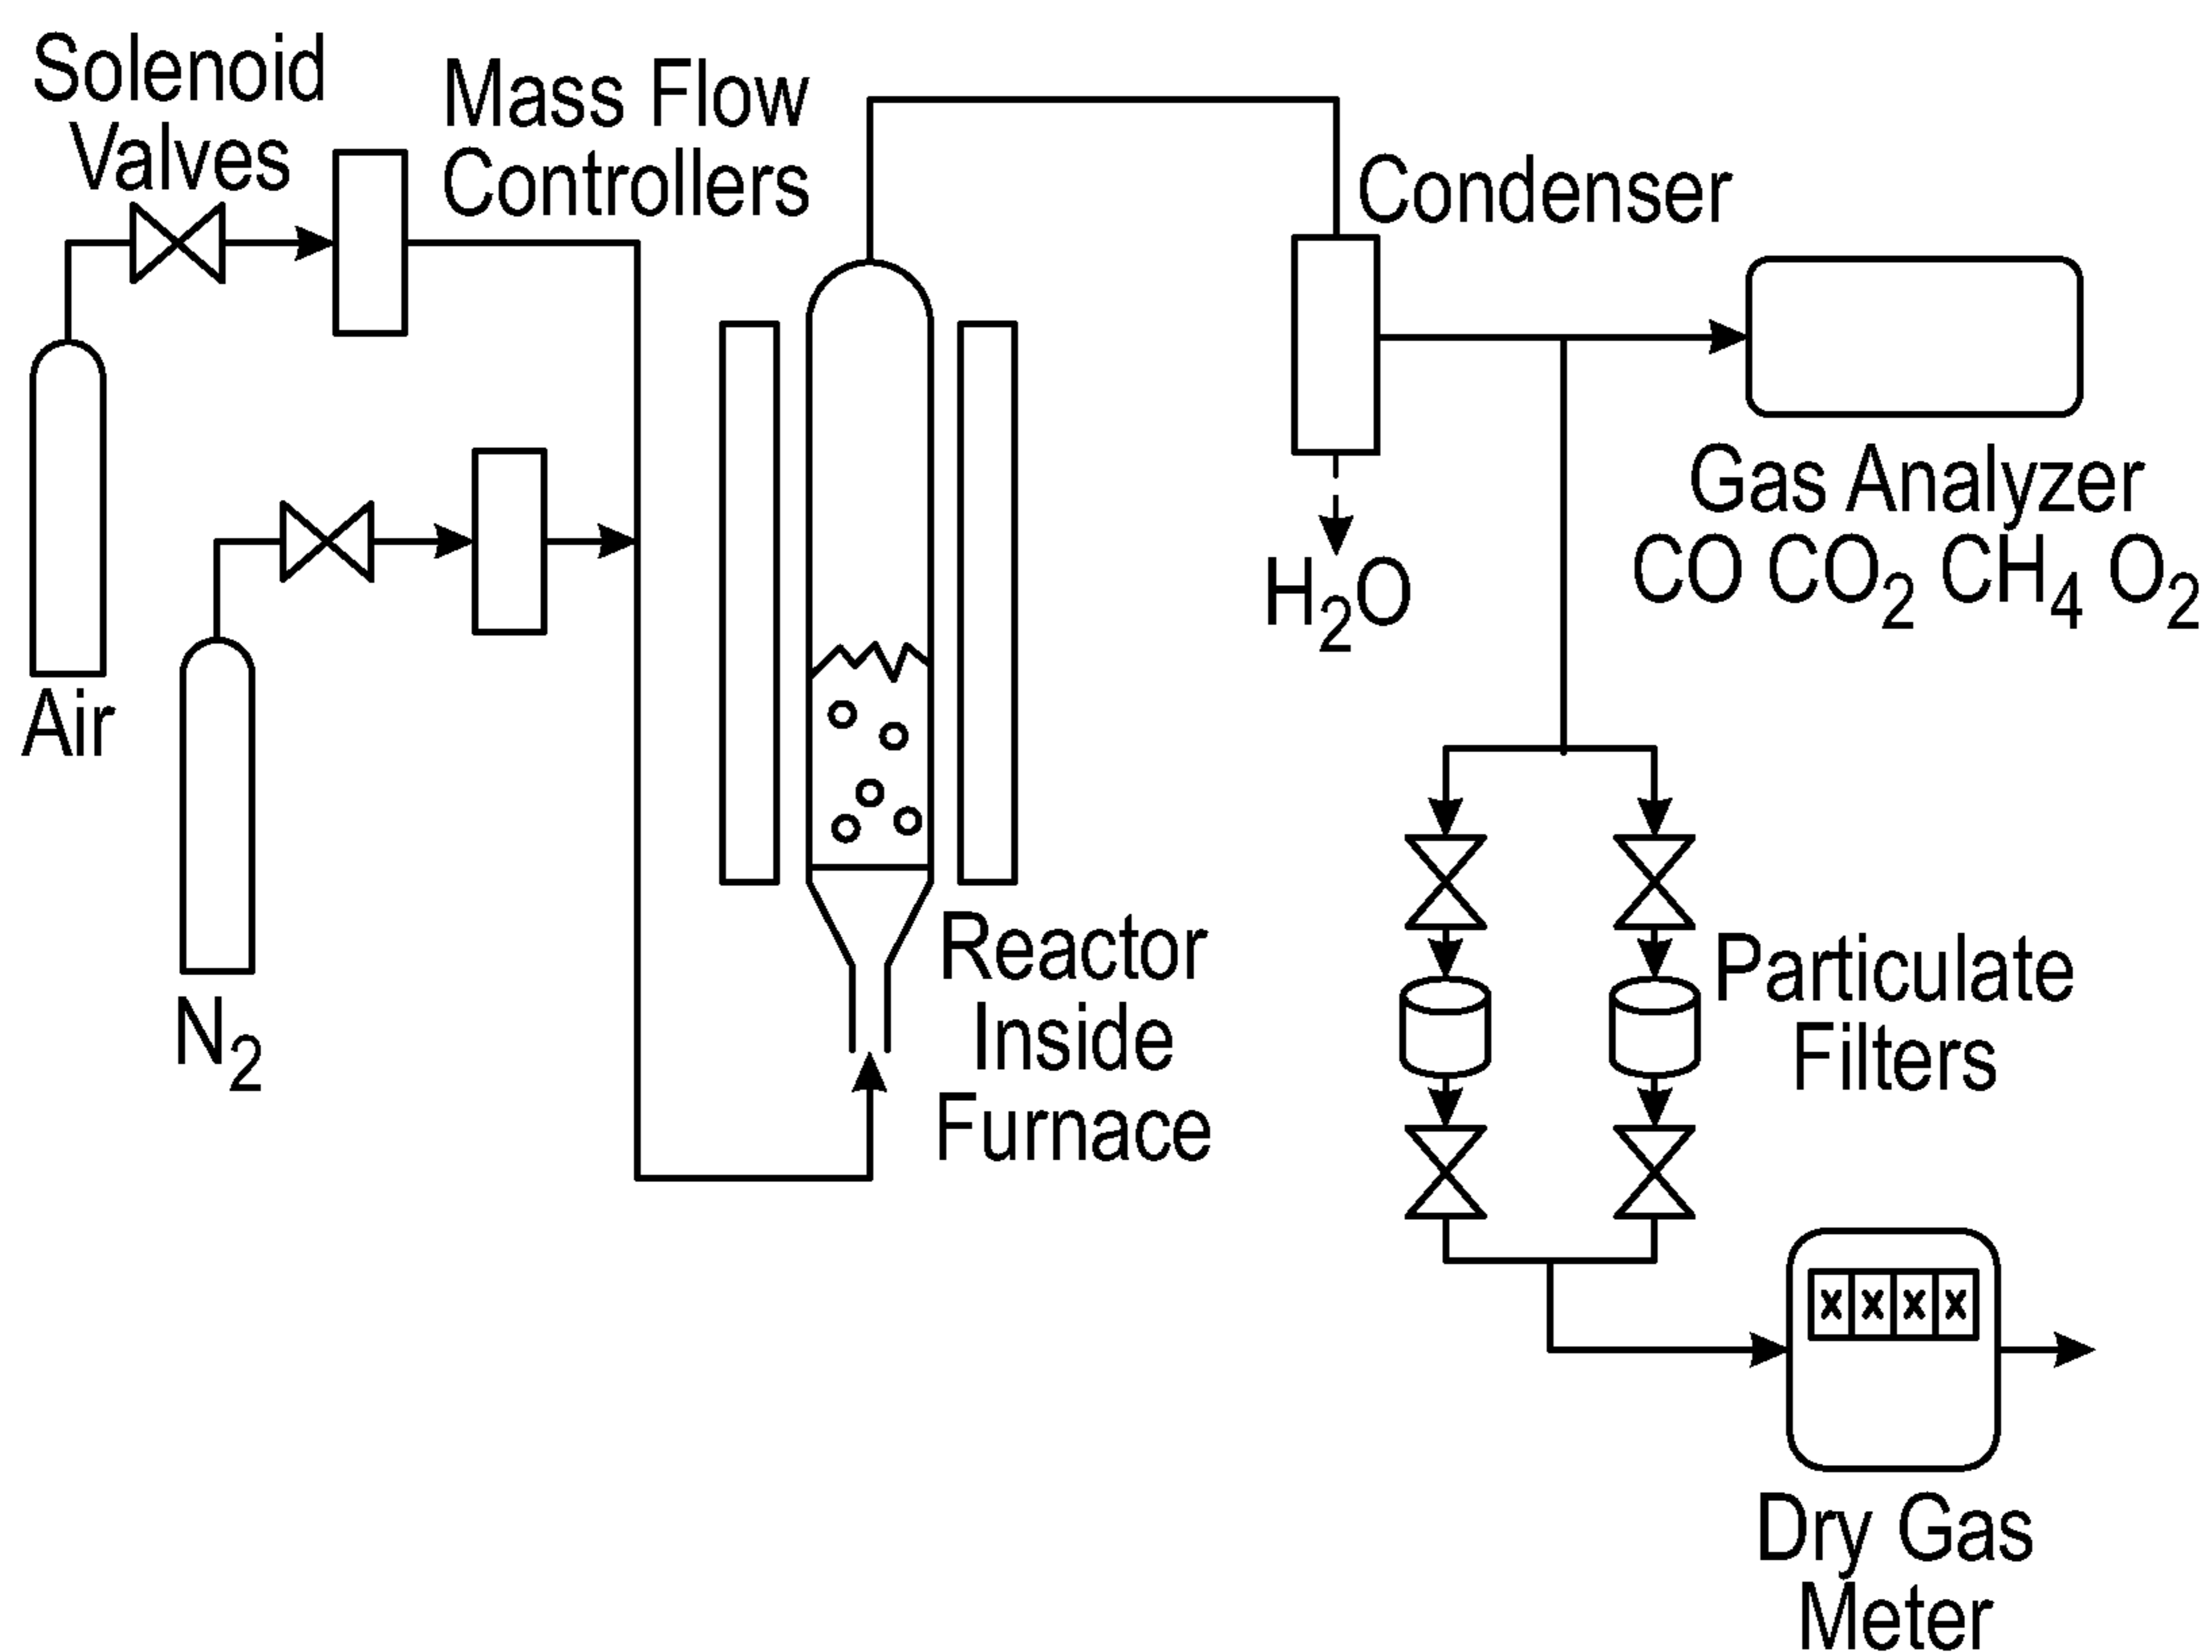 Solenoid
Valves
Mass Flow
Controllers
Condenser
Gas Analyzer
CO CO₂ CH₄ O₂
H₂O
Air
N₂
Reactor
Inside
Furnace
Particulate
Filters
x x x x
Dry Gas
Meter